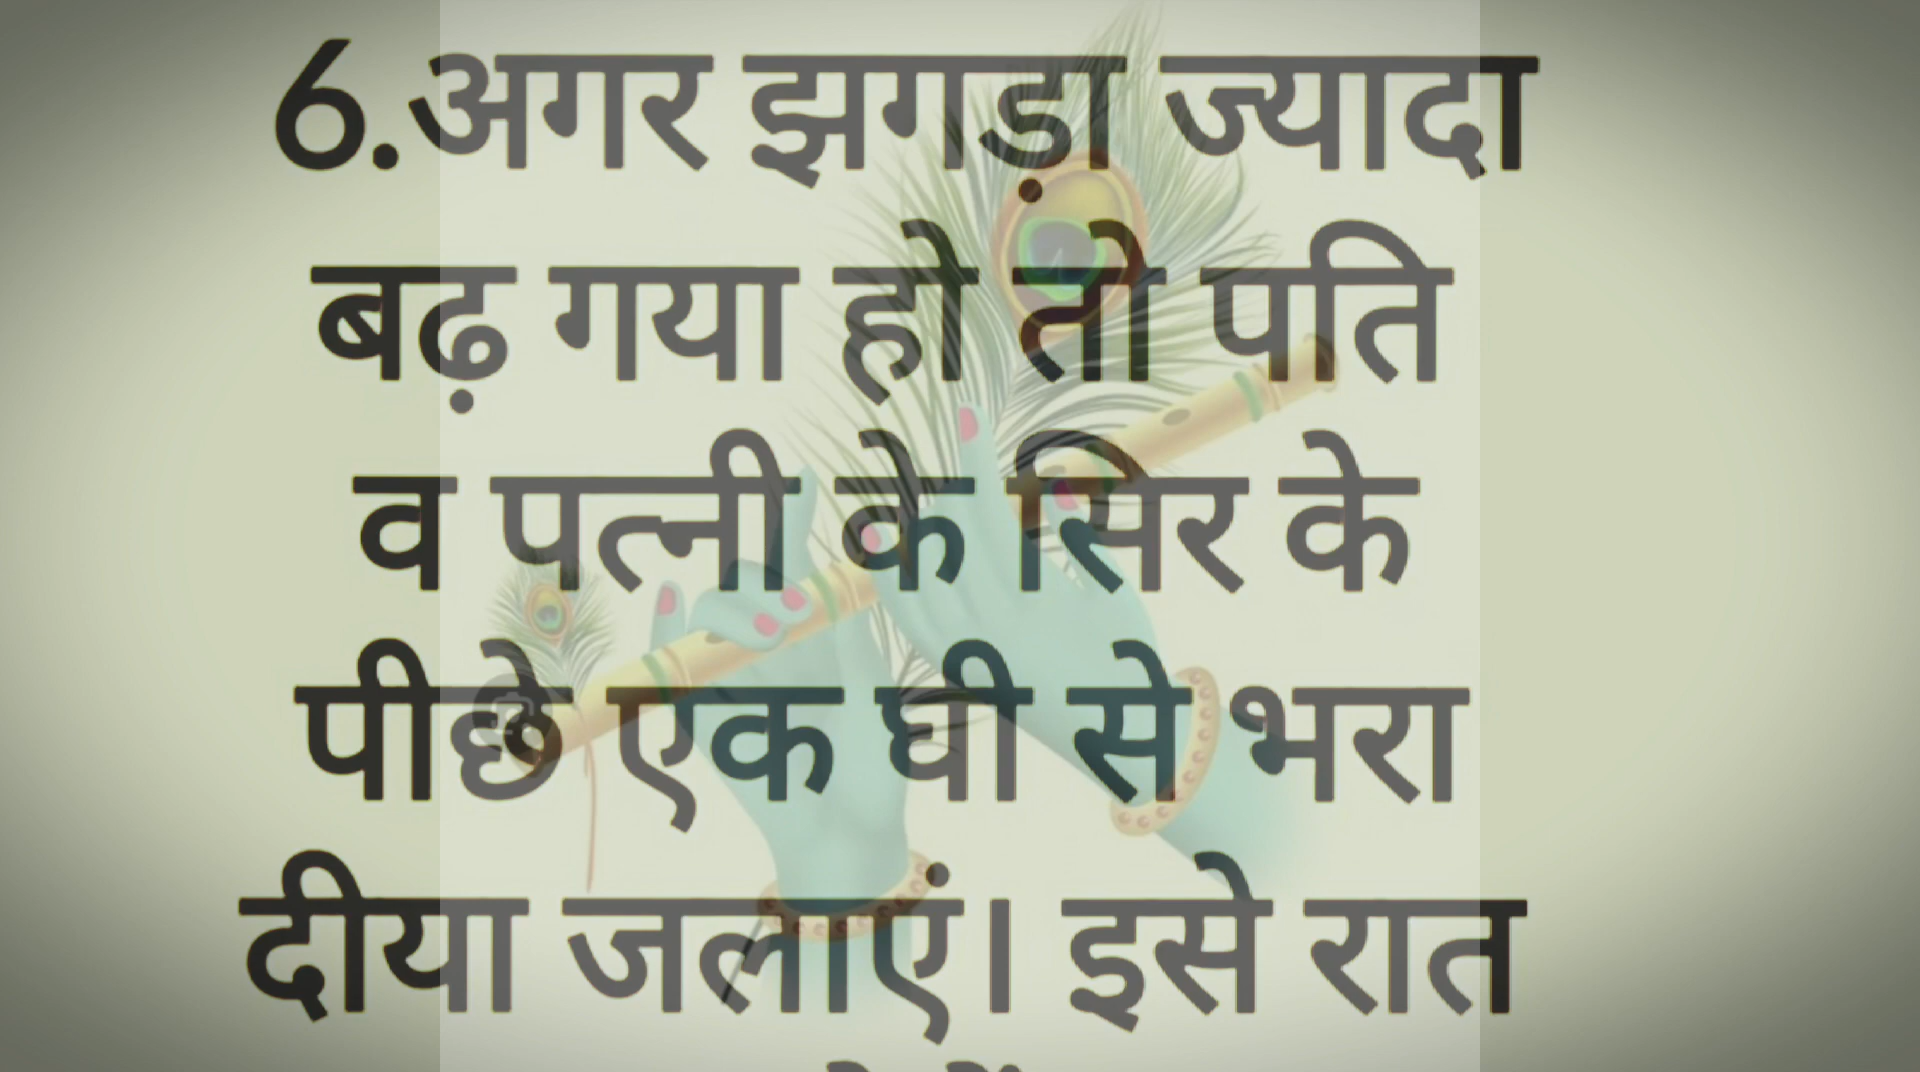 6.अगर झगड़ा ज्यादा
बढ़ गया हो तो पति
व पत्नी के सिर के
पीछे एक घी से भरा
दीया जलाएं। इसे रात